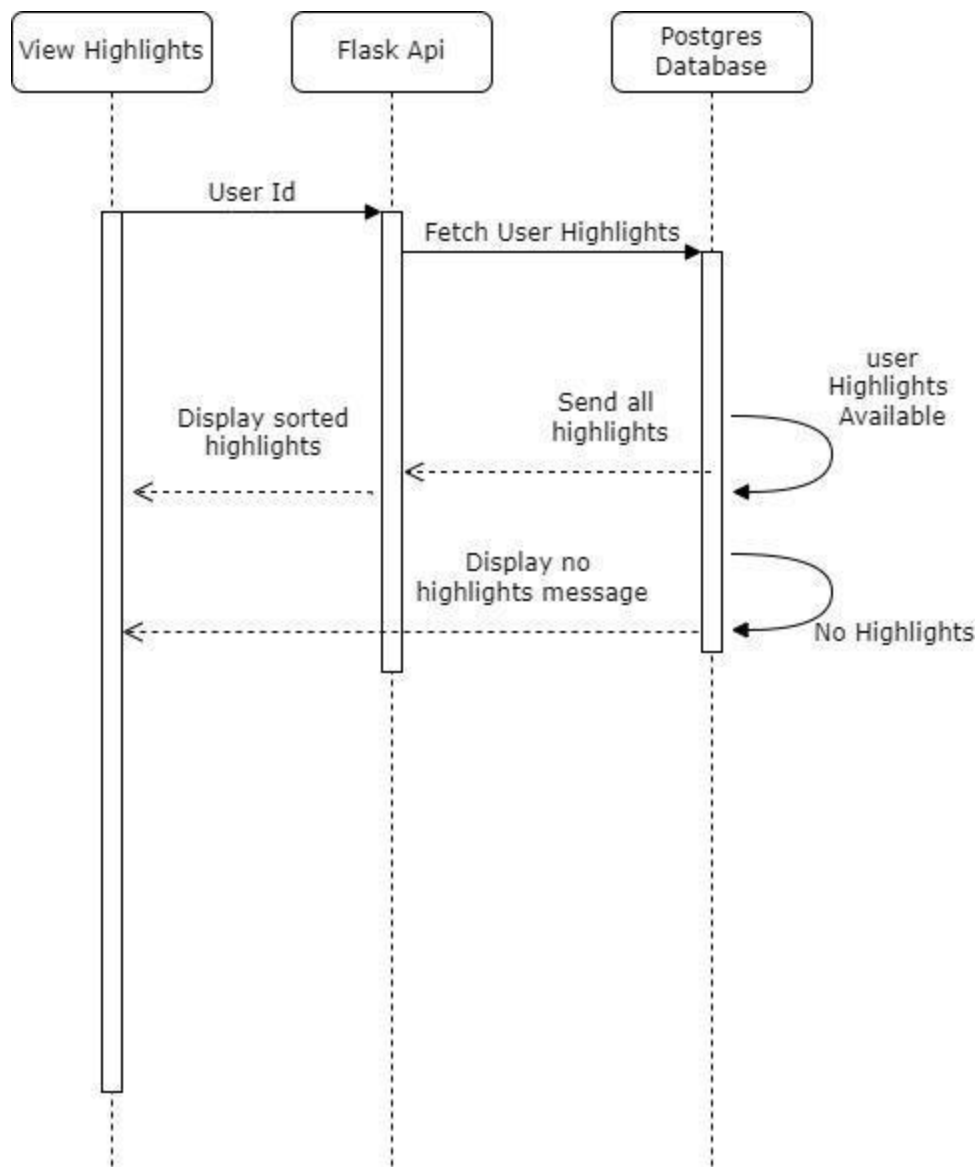 View Highlights
Flask Api
Postgres
Database
User Id
Fetch User Highlights
user
Highlights
Available
Send all
highlights
Display sorted
highlights
Display no
highlights message
No Highlights